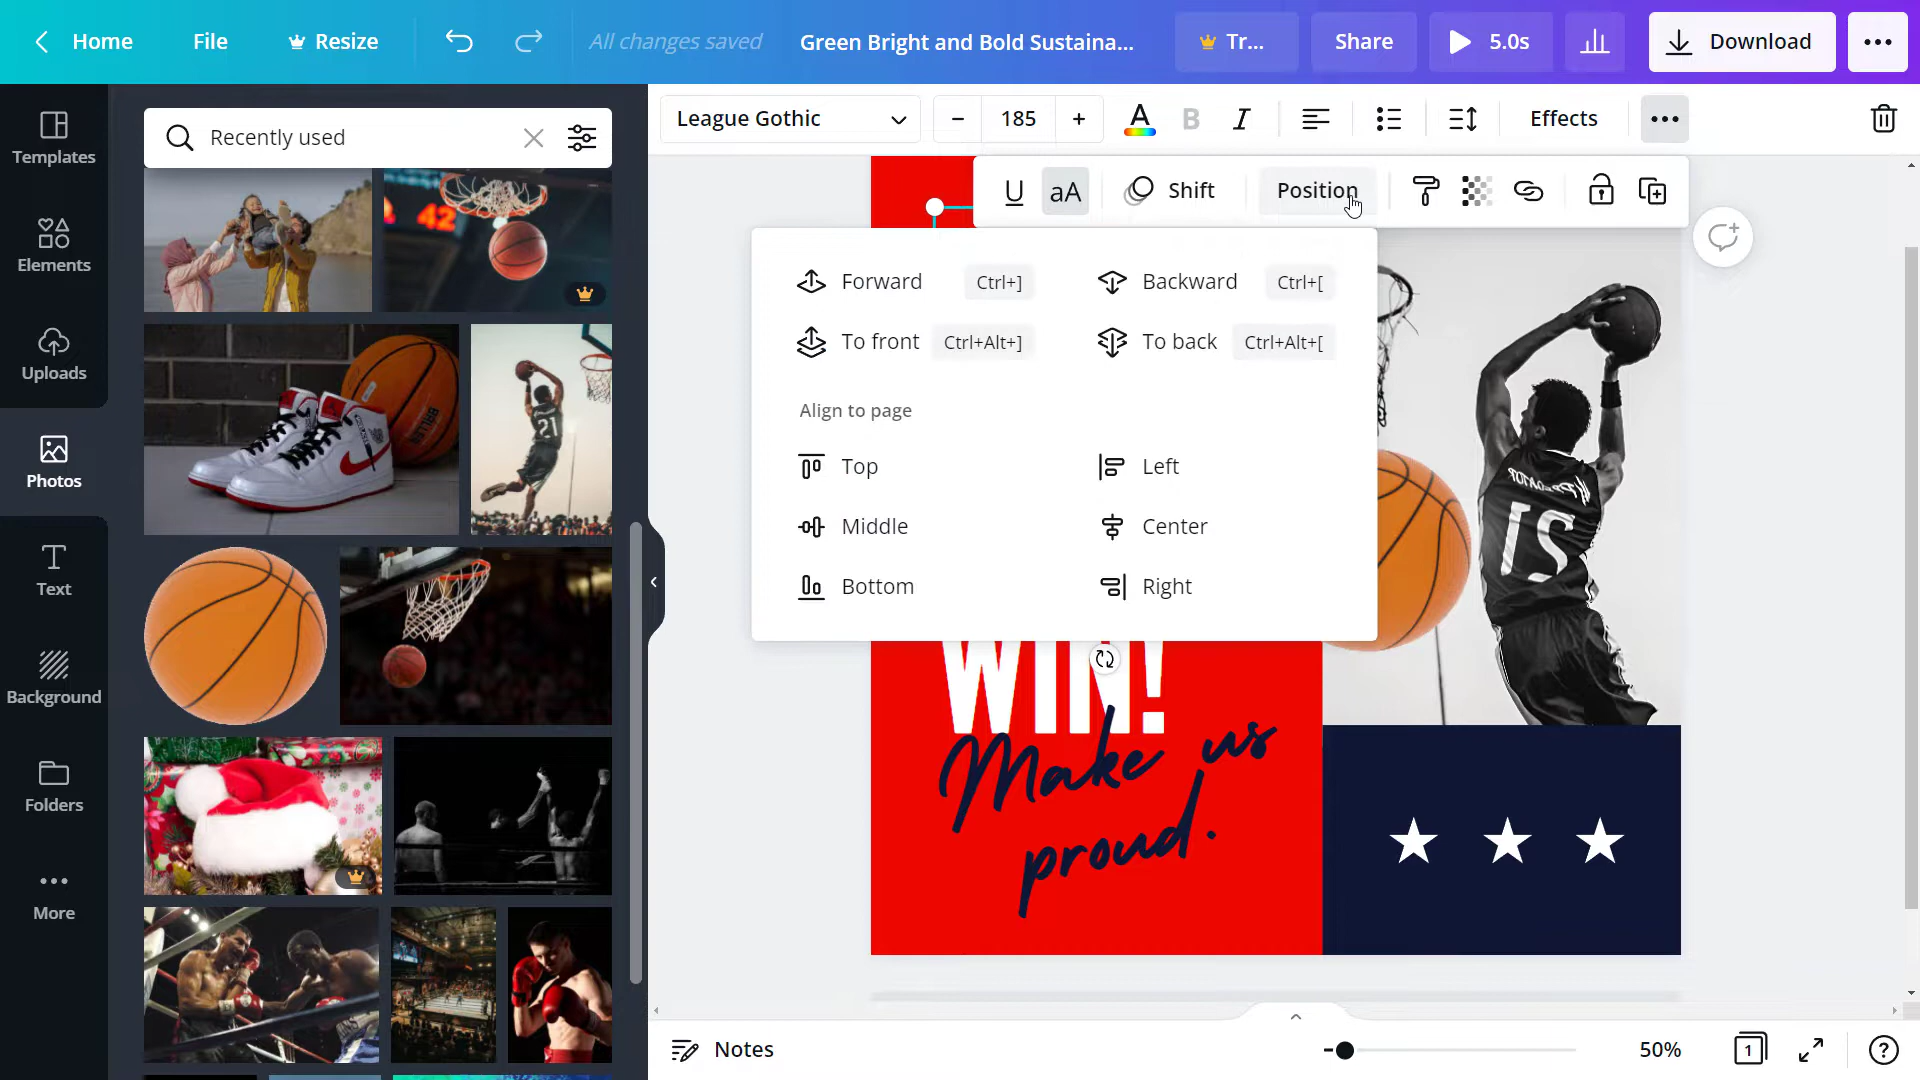 Home
File
Resize
All changes saved
Green Bright and Bold Sustaina...
Tr...
Share
5.0s
Download
Templates
Elements
Uploads
Photos
Text
Background
Folders
More
Recently used
42
21
League Gothic
185
Effects
aA
Shift
Position
Forward Ctrl+]
Backward Ctrl+[
To front Ctrl+Alt+]
To back Ctrl+Alt+[
Align to page
Top
Left
Middle
Center
Bottom
Right
WIN!
Make us
proud.
Notes
50%
1